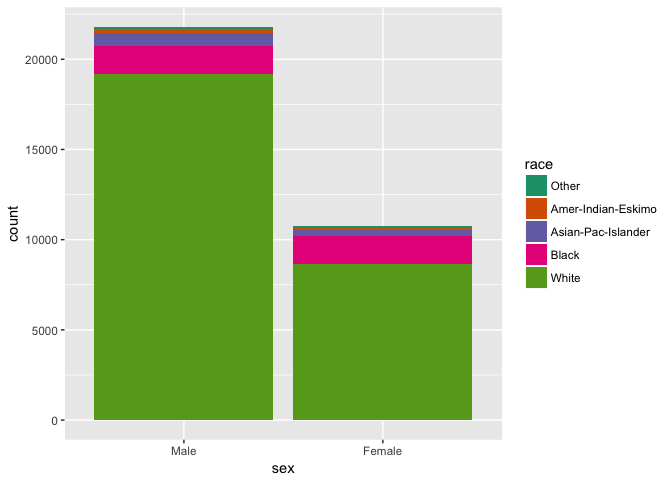 20000
15000
10000
5000
0
count
Male
Female
sex
race
Other
Amer-Indian-Eskimo
Asian-Pac-Islander
Black
White